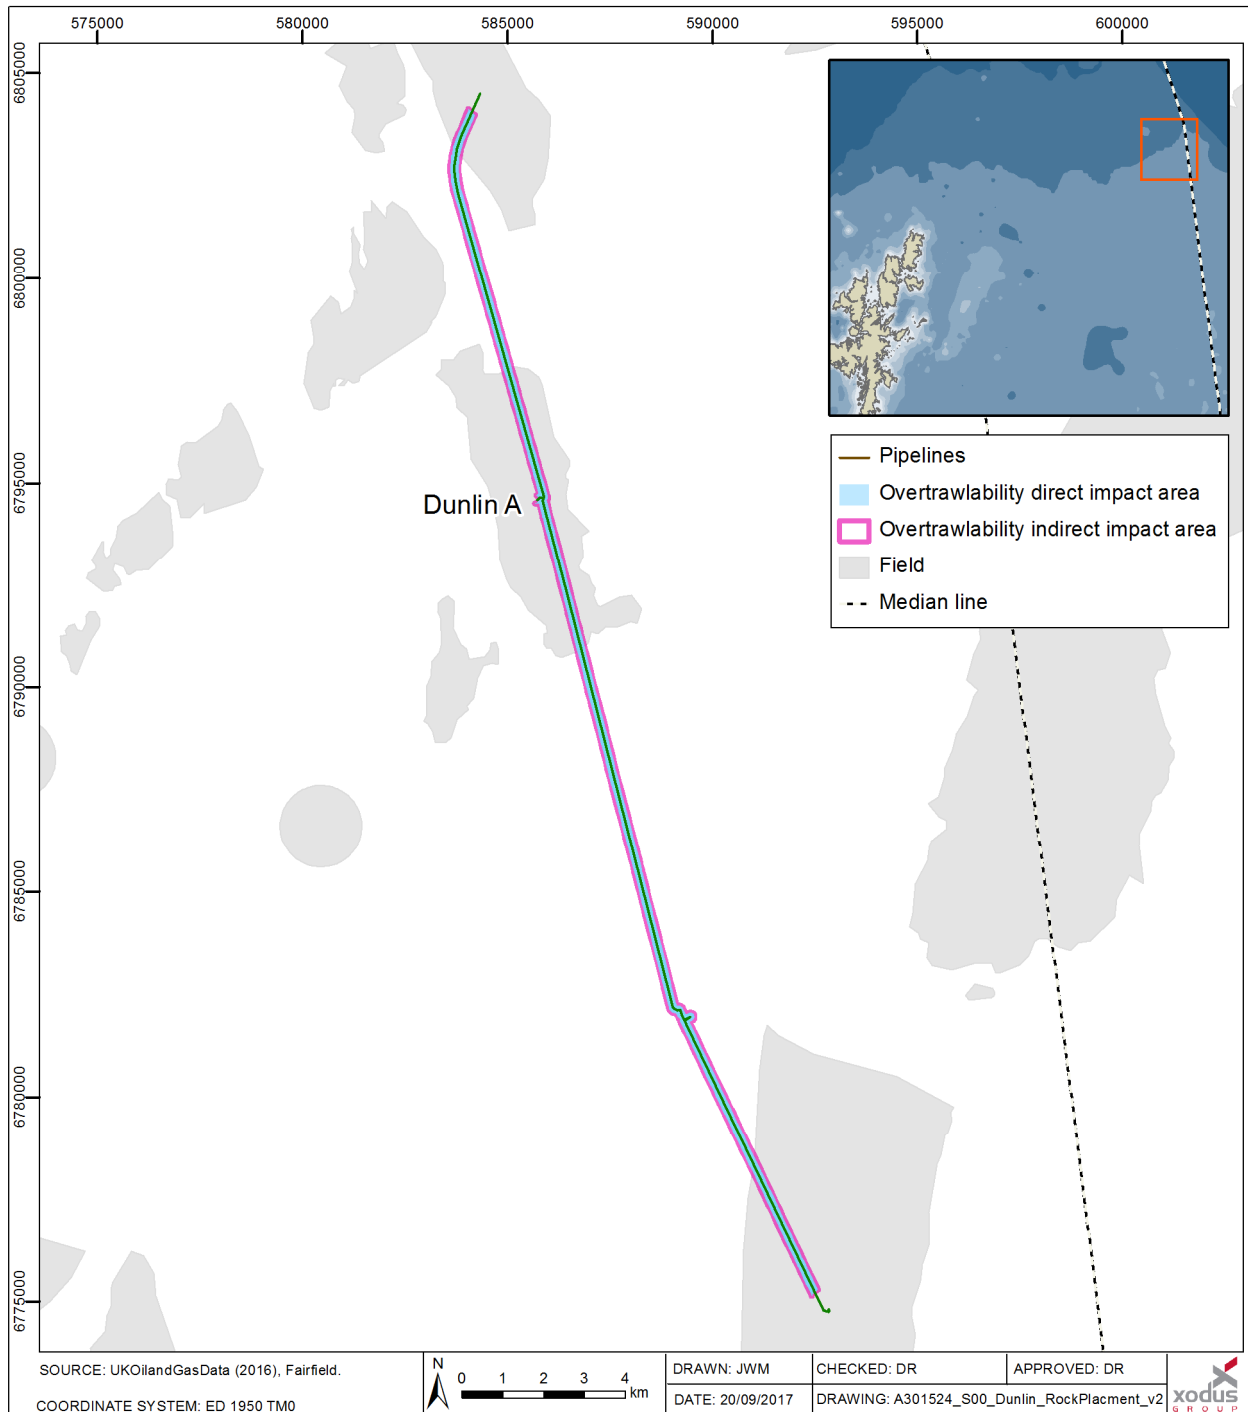 575000 580000 585000 590000 595000 600000
6805000
6800000
6795000
6790000
6785000
6780000
6775000
Dunlin A
Pipelines
Overtrawlability direct impact area
Overtrawlability indirect impact area
Field
Median line
SOURCE: UKOilandGasData (2016), Fairfield.
COORDINATE SYSTEM: ED 1950 TM0
N
0 1 2 3 4
km
DRAWN: JWM
CHECKED: DR
APPROVED: DR
DATE: 20/09/2017
DRAWING: A301524_S00_Dunlin_RockPlacment_v2
xodus
GROUP